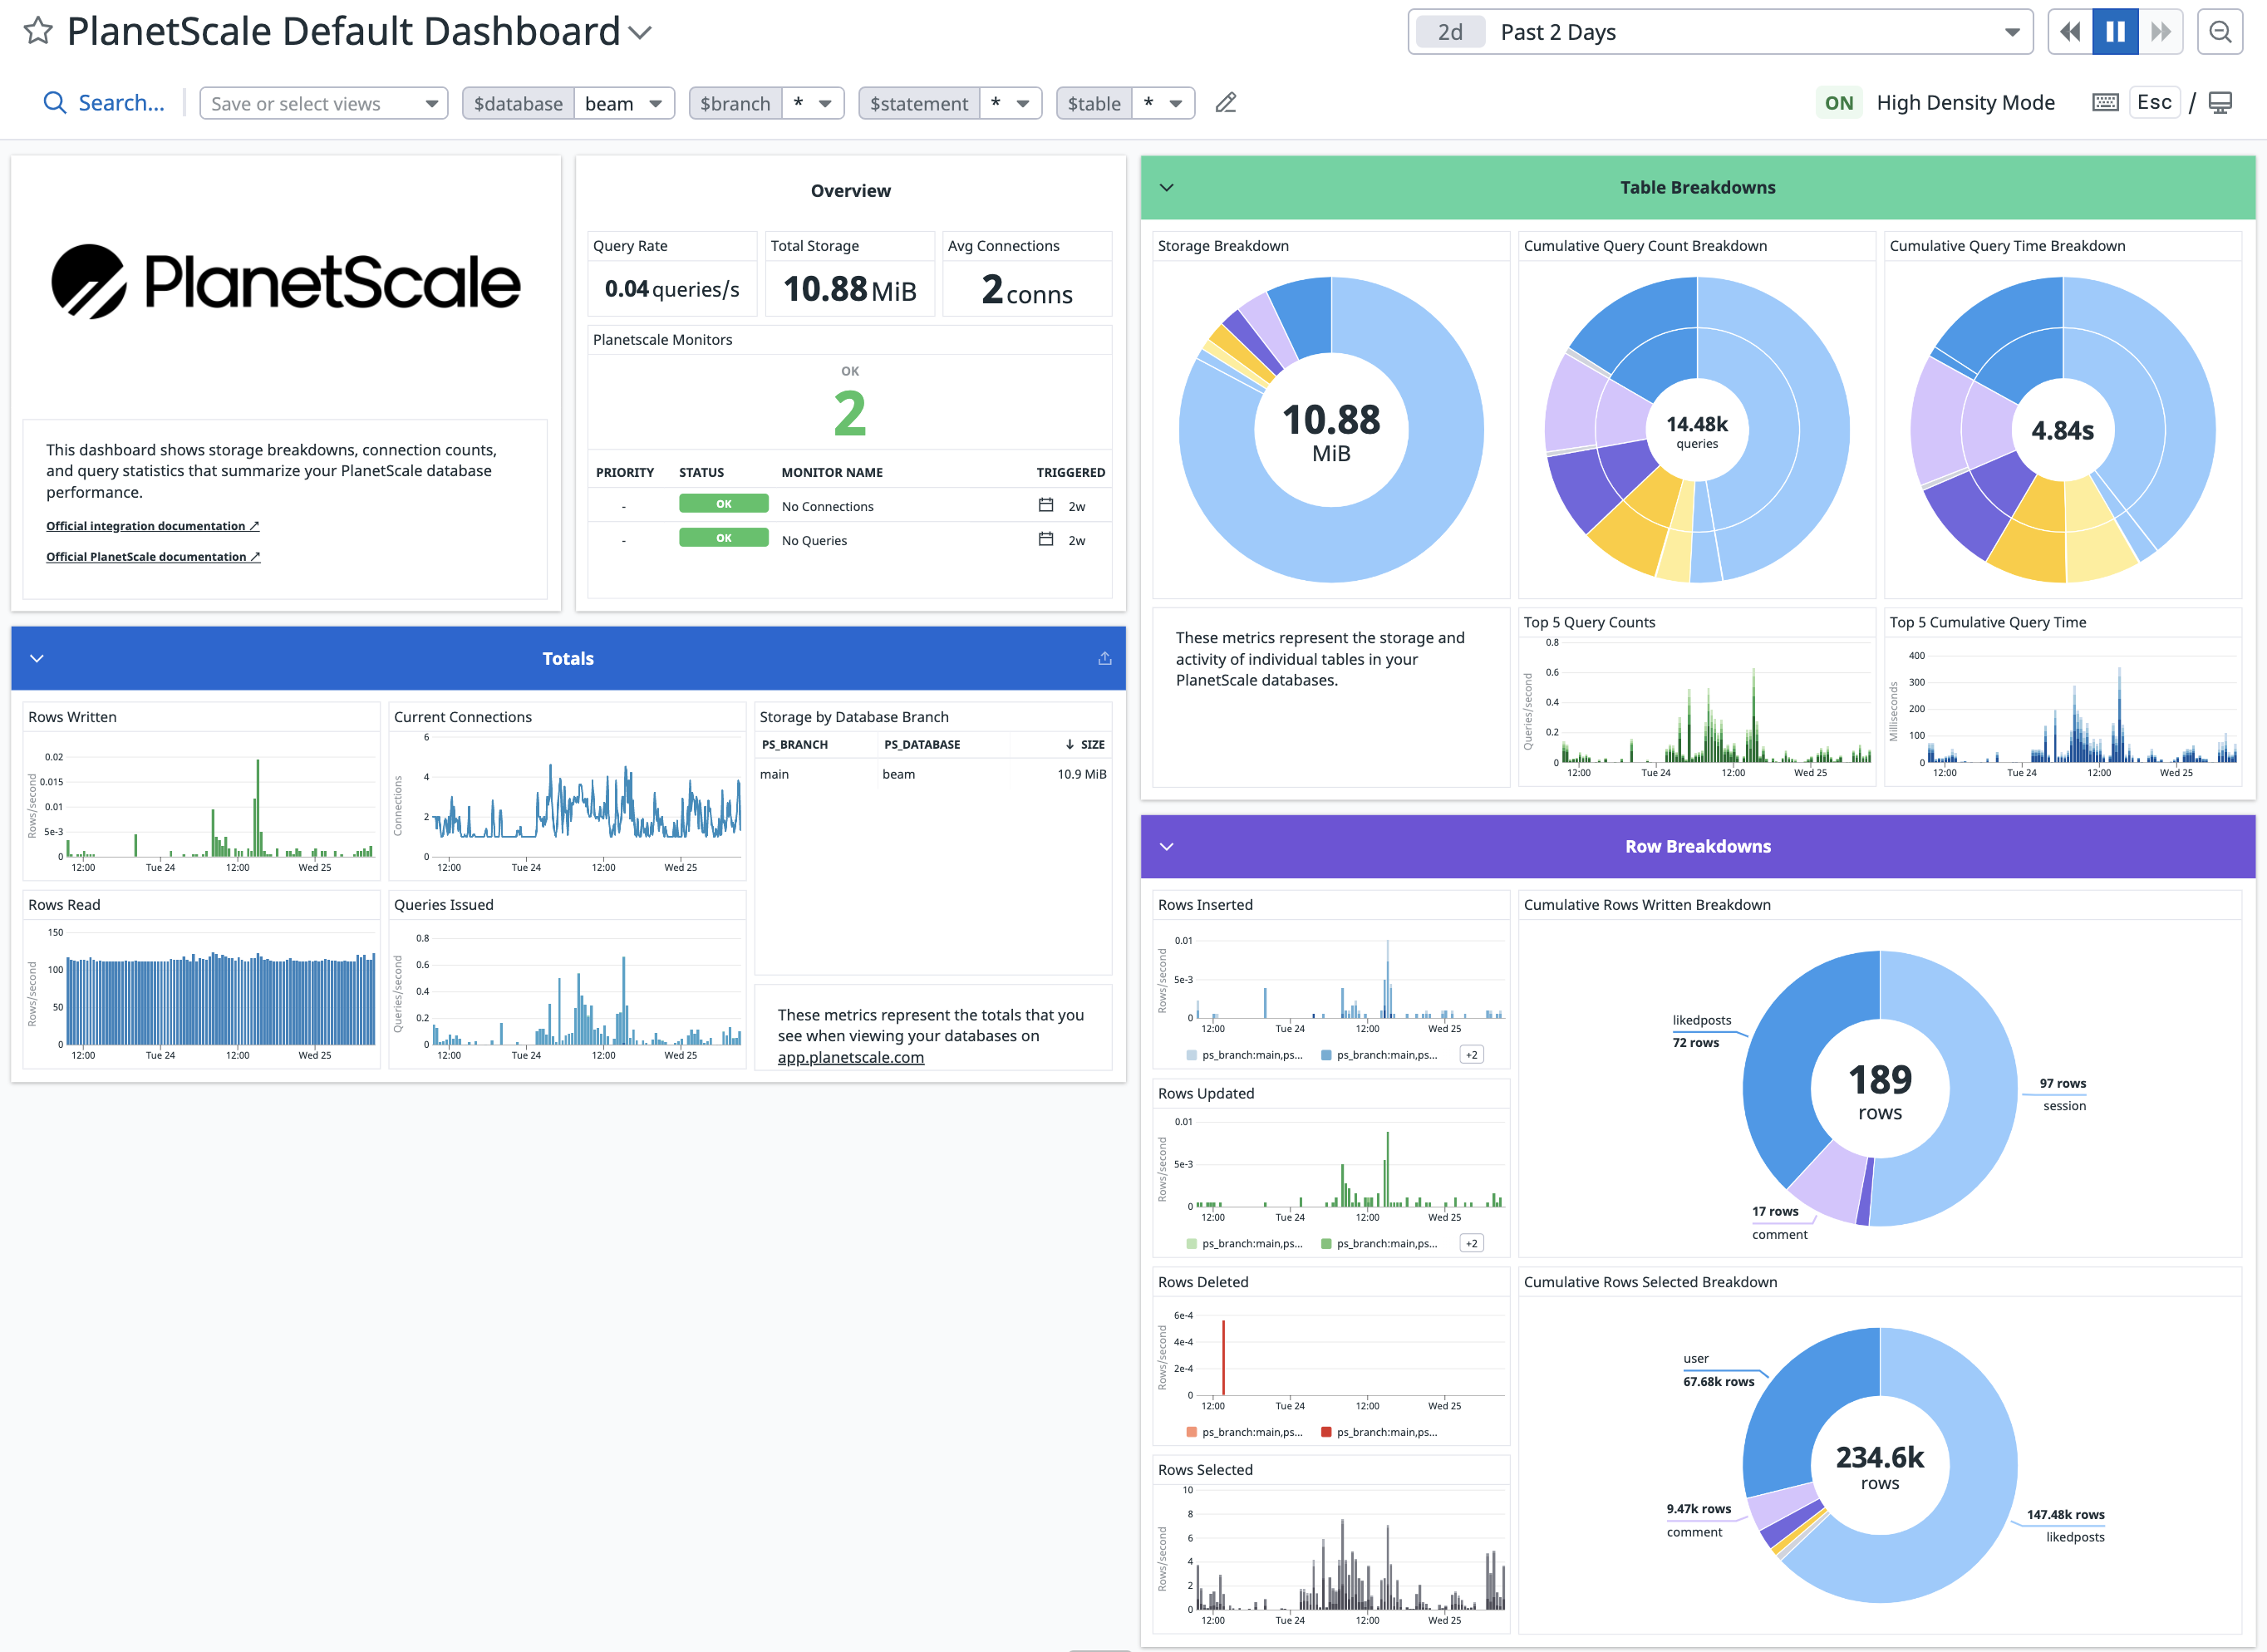 PlanetScale Default Dashboard
2d Past 2 Days
Search...
Save or select views
$database beam
$branch *
$statement *
$table *
ON High Density Mode
Esc /
PlanetScale
This dashboard shows storage breakdowns, connection counts,
and query statistics that summarize your PlanetScale database
performance.
Official integration documentation ↗
Official PlanetScale documentation ↗
Overview
Query Rate
0.04 queries/s
Total Storage
10.88 MiB
Avg Connections
2 conns
Planetscale Monitors
OK
2
PRIORITY STATUS MONITOR NAME TRIGGERED
- OK No Connections 2w
- OK No Queries 2w
Totals
Rows Written
Rows/second
0.02
0.015
0.01
5e-3
0
12:00 Tue 24 12:00 Wed 25
Current Connections
Connections
6
4
2
0
12:00 Tue 24 12:00 Wed 25
Storage by Database Branch
PS_BRANCH PS_DATABASE ↓ SIZE
main beam 10.9 MiB
Rows Read
Rows/second
150
100
50
0
12:00 Tue 24 12:00 Wed 25
Queries Issued
Queries/second
0.8
0.6
0.4
0.2
0
12:00 Tue 24 12:00 Wed 25
These metrics represent the totals that you
see when viewing your databases on
app.planetscale.com
Table Breakdowns
Storage Breakdown
10.88
MiB
Cumulative Query Count Breakdown
14.48k
queries
Cumulative Query Time Breakdown
4.84s
These metrics represent the storage and
activity of individual tables in your
PlanetScale databases.
Top 5 Query Counts
Queries/second
0.8
0.6
0.4
0.2
0
12:00 Tue 24 12:00 Wed 25
Top 5 Cumulative Query Time
Milliseconds
400
300
200
100
0
12:00 Tue 24 12:00 Wed 25
Row Breakdowns
Rows Inserted
Rows/second
0.01
5e-3
0
12:00 Tue 24 12:00 Wed 25
ps_branch:main,ps... ps_branch:main,ps... +2
Rows Updated
Rows/second
0.01
5e-3
0
12:00 Tue 24 12:00 Wed 25
ps_branch:main,ps... ps_branch:main,ps... +2
Rows Deleted
Rows/second
6e-4
4e-4
2e-4
0
12:00 Tue 24 12:00 Wed 25
ps_branch:main,ps... ps_branch:main,ps...
Rows Selected
Rows/second
10
8
6
4
2
0
12:00 Tue 24 12:00 Wed 25
Cumulative Rows Written Breakdown
likedposts
72 rows
189
rows
97 rows
session
17 rows
comment
Cumulative Rows Selected Breakdown
user
67.68k rows
234.6k
rows
9.47k rows
comment
147.48k rows
likedposts